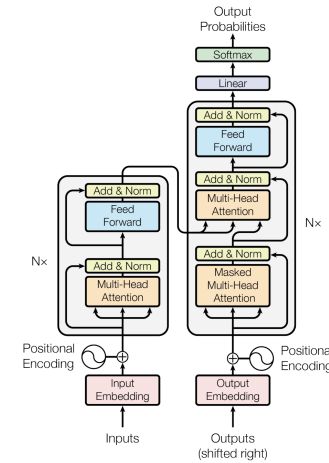 Output
Probabilities
Softmax
Linear
Add & Norm
Feed
Forward
Add & Norm
Multi-Head
Attention
Add & Norm
Masked
Multi-Head
Attention
Nx
Add & Norm
Feed
Forward
Add & Norm
Multi-Head
Attention
Nx
Positional
Encoding
Input
Embedding
Inputs
Positional
Encoding
Output
Embedding
Outputs
(shifted right)